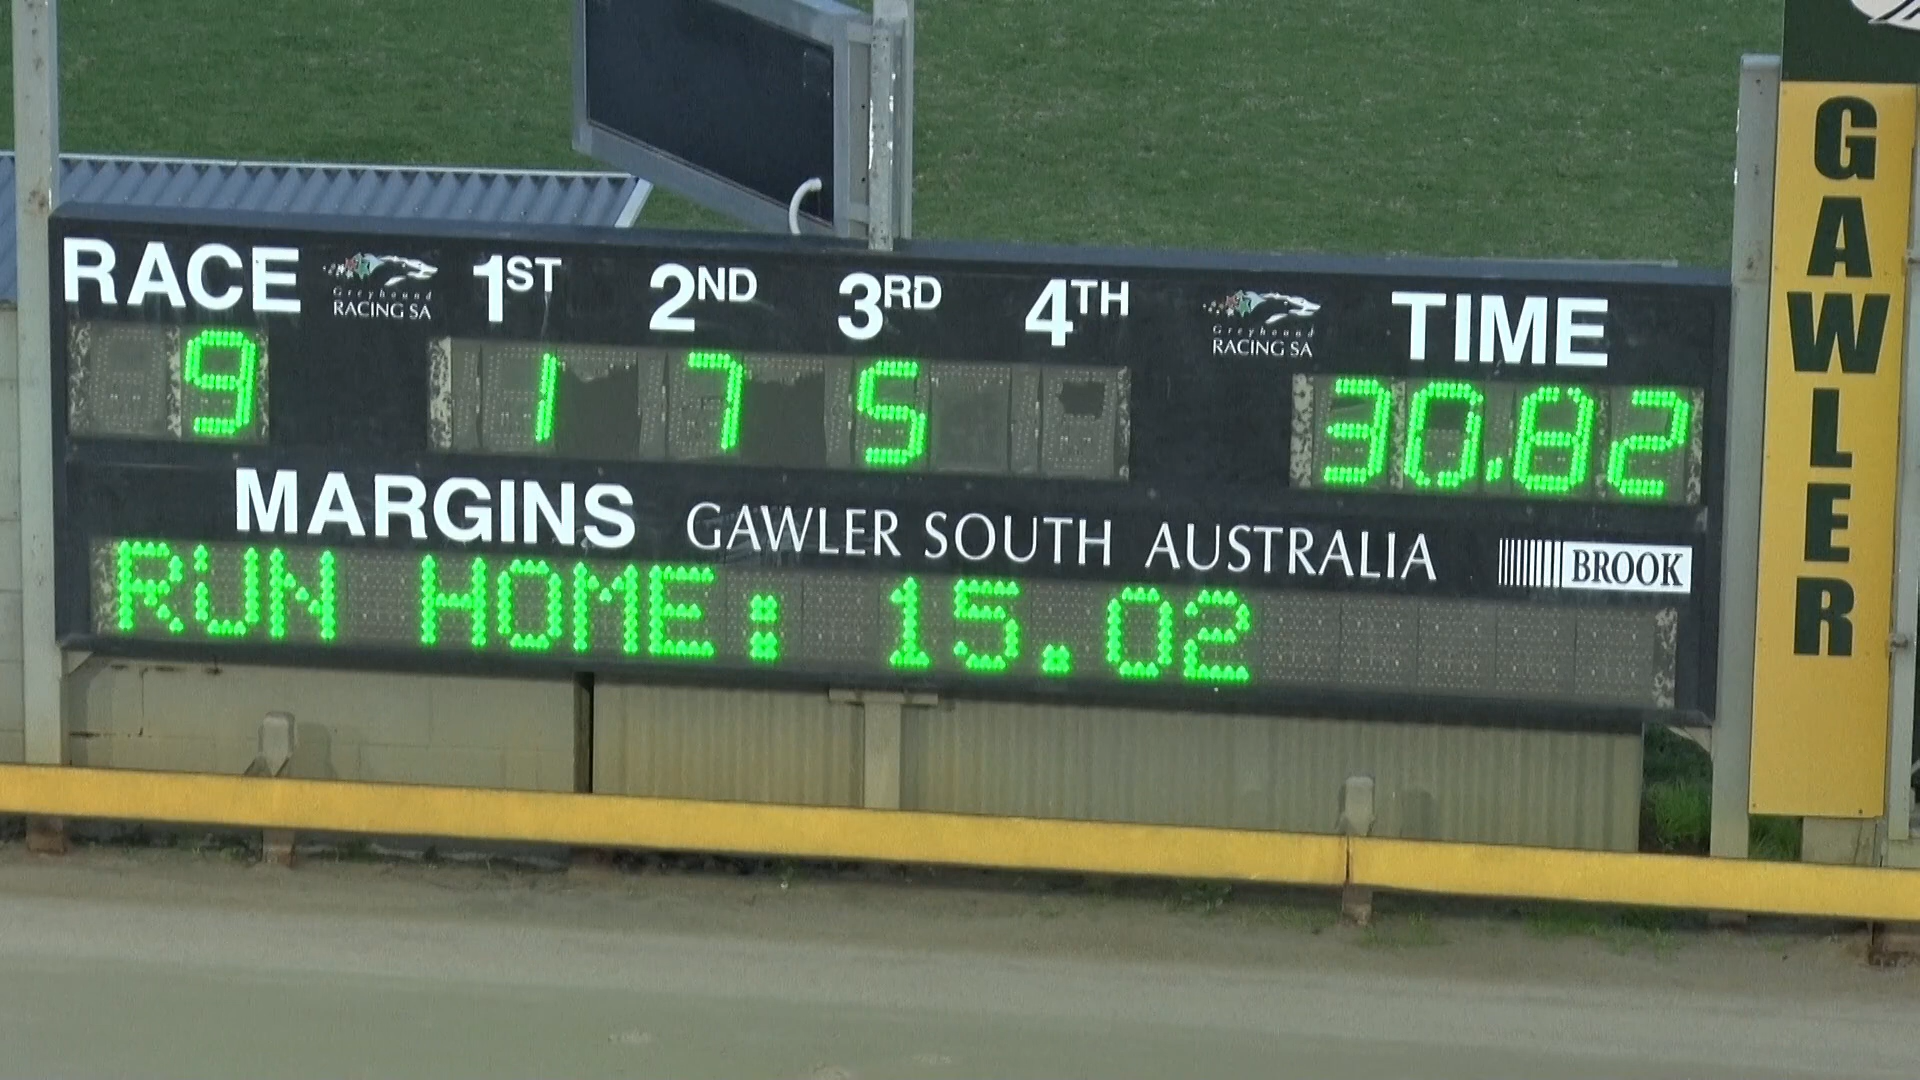 RACE 1ST 2ND 3RD 4TH TIME
Greyhound RACING SA
Greyhound RACING SA
9 1 7 5 30.82
MARGINS GAWLER SOUTH AUSTRALIA BROOK
RUN HOME: 15.02
GAWLER